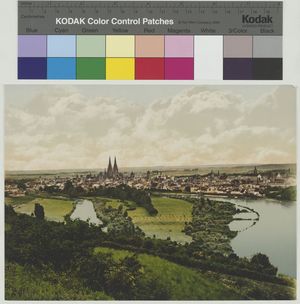 KODAK Color Control Patches
Kodak
Blue Cyan Green Yellow Red Magenta White 3/Color Black